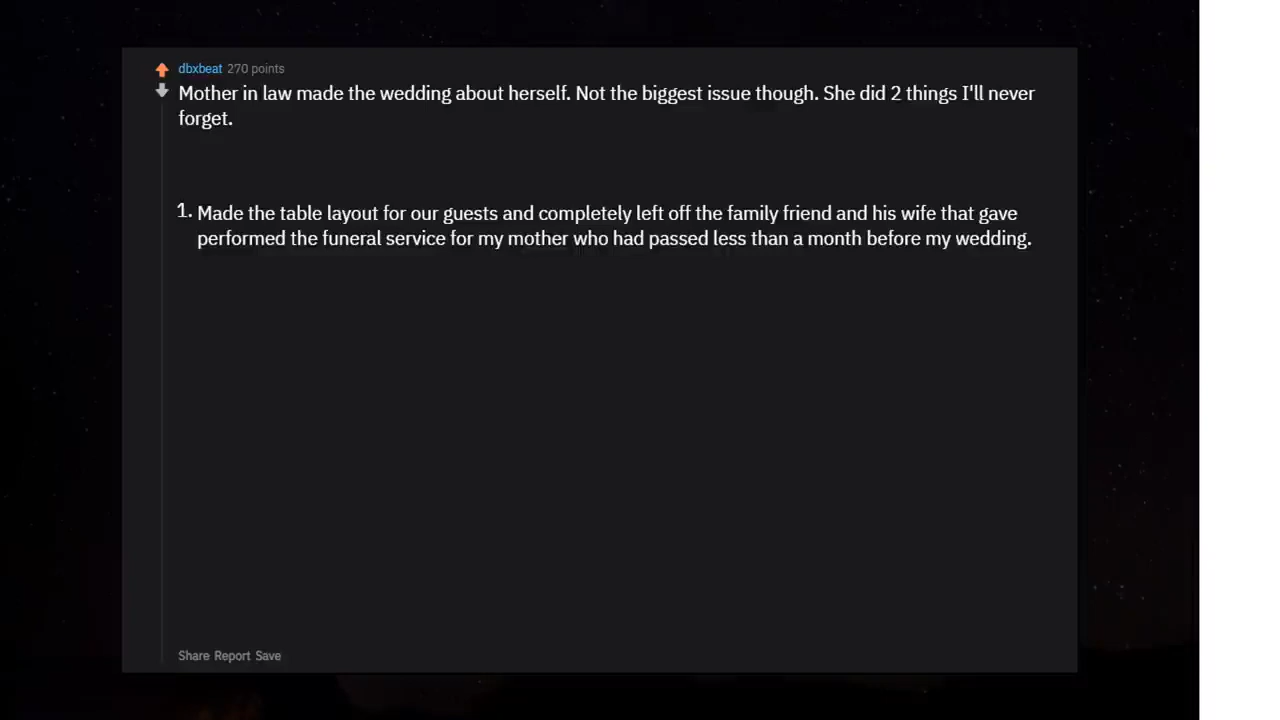 dbxbeat 270 points
Mother in law made the wedding about herself. Not the biggest issue though. She did 2 things I'll never
forget.
1. Made the table layout for our guests and completely left off the family friend and his wife that gave
performed the funeral service for my mother who had passed less than a month before my wedding.
Share Report Save